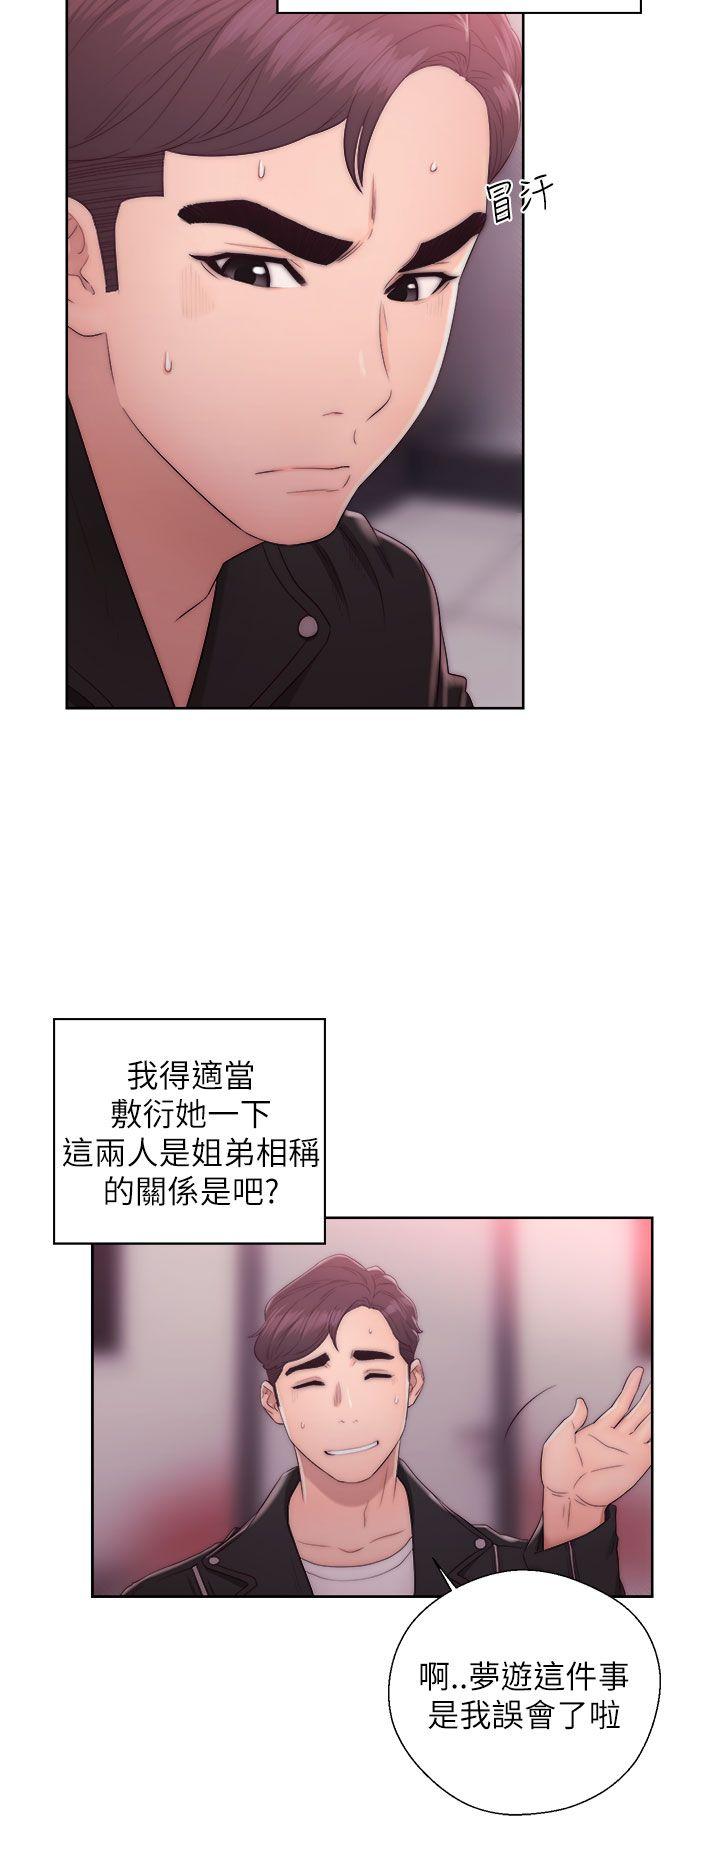 冒汗
我得適當
敷衍她一下
這兩人是姐弟相稱
的關係是吧?
啊..夢遊這件事
是我誤會了啦